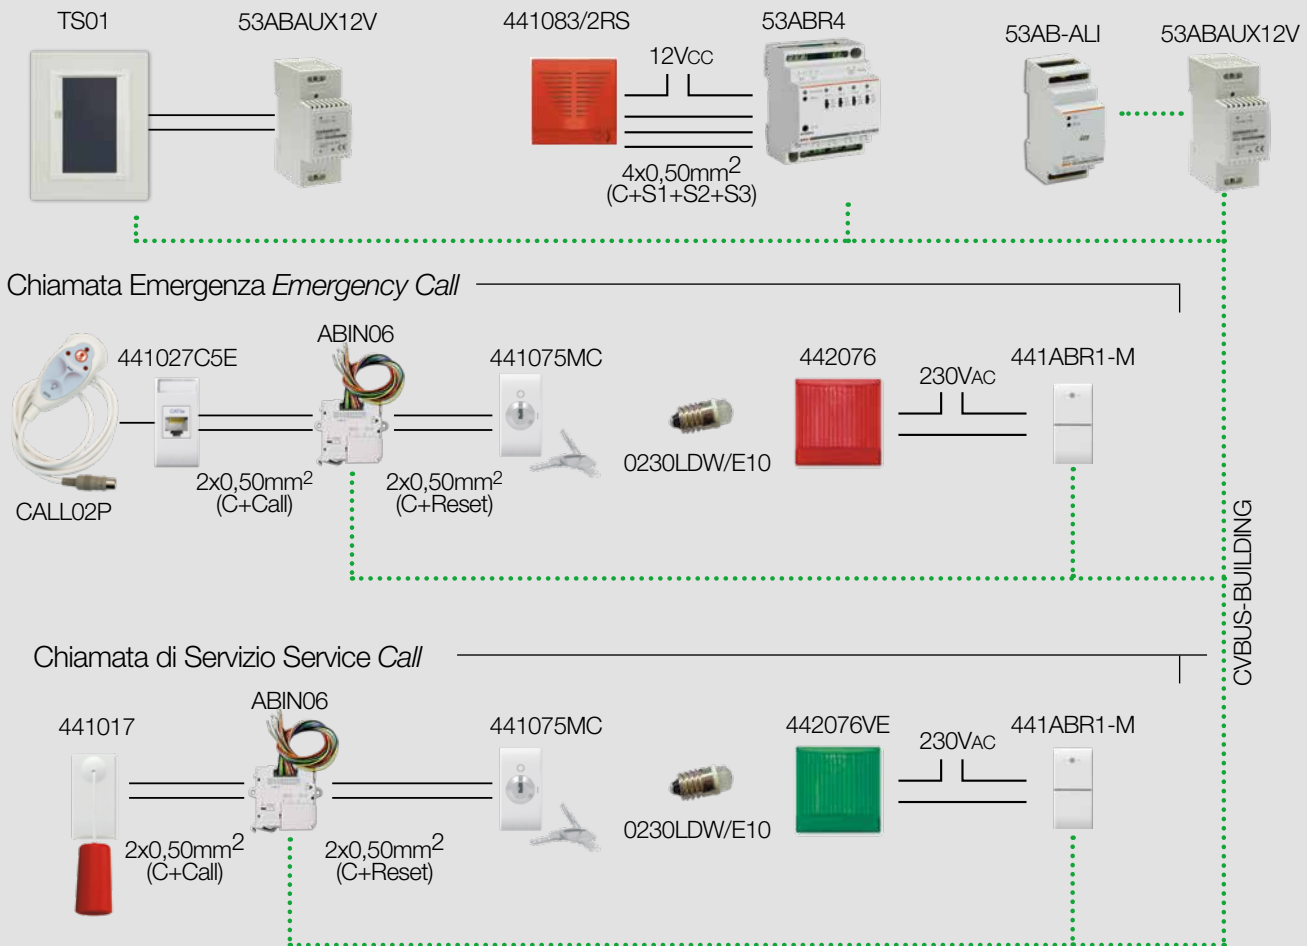 TS01
53ABAUX12V
441083/2RS
53ABR4
53AB-ALI
53ABAUX12V
12Vcc
4x0,50mm²
(C+S1+S2+S3)
Chiamata Emergenza Emergency Call
CALL02P
441027C5E
2x0,50mm²
(C+Call)
ABIN06
2x0,50mm²
(C+Reset)
441075MC
0230LDW/E10
442076
230VAC
441ABR1-M
CVBUS-BUILDING
Chiamata di Servizio Service Call
441017
2x0,50mm²
(C+Call)
ABIN06
2x0,50mm²
(C+Reset)
441075MC
0230LDW/E10
442076VE
230VAC
441ABR1-M